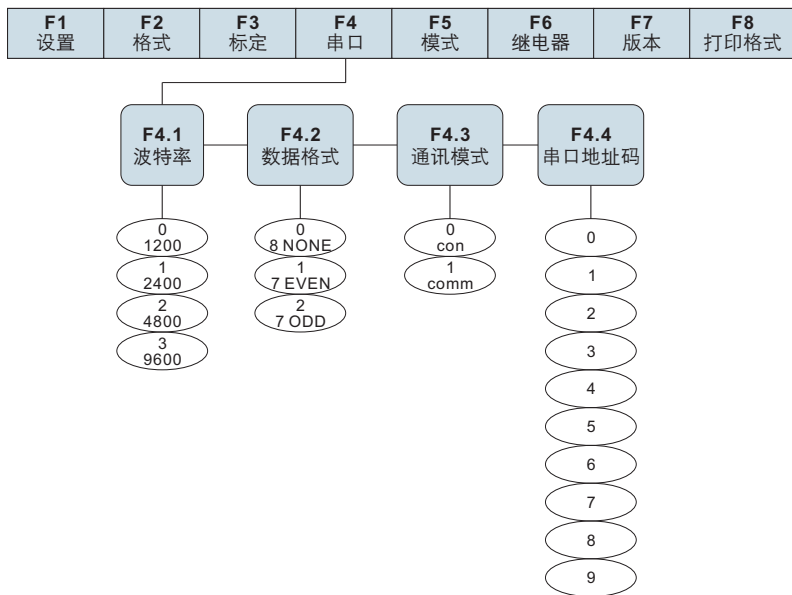 F1
设置
F2
格式
F3
标定
F4
串口
F5
模式
F6
继电器
F7
版本
F8
打印格式
F4.1
波特率
F4.2
数据格式
F4.3
通讯模式
F4.4
串口地址码
0
1200
1
2400
2
4800
3
9600
0
8 NONE
1
7 EVEN
2
7 ODD
0
con
1
comm
0
1
2
3
4
5
6
7
8
9